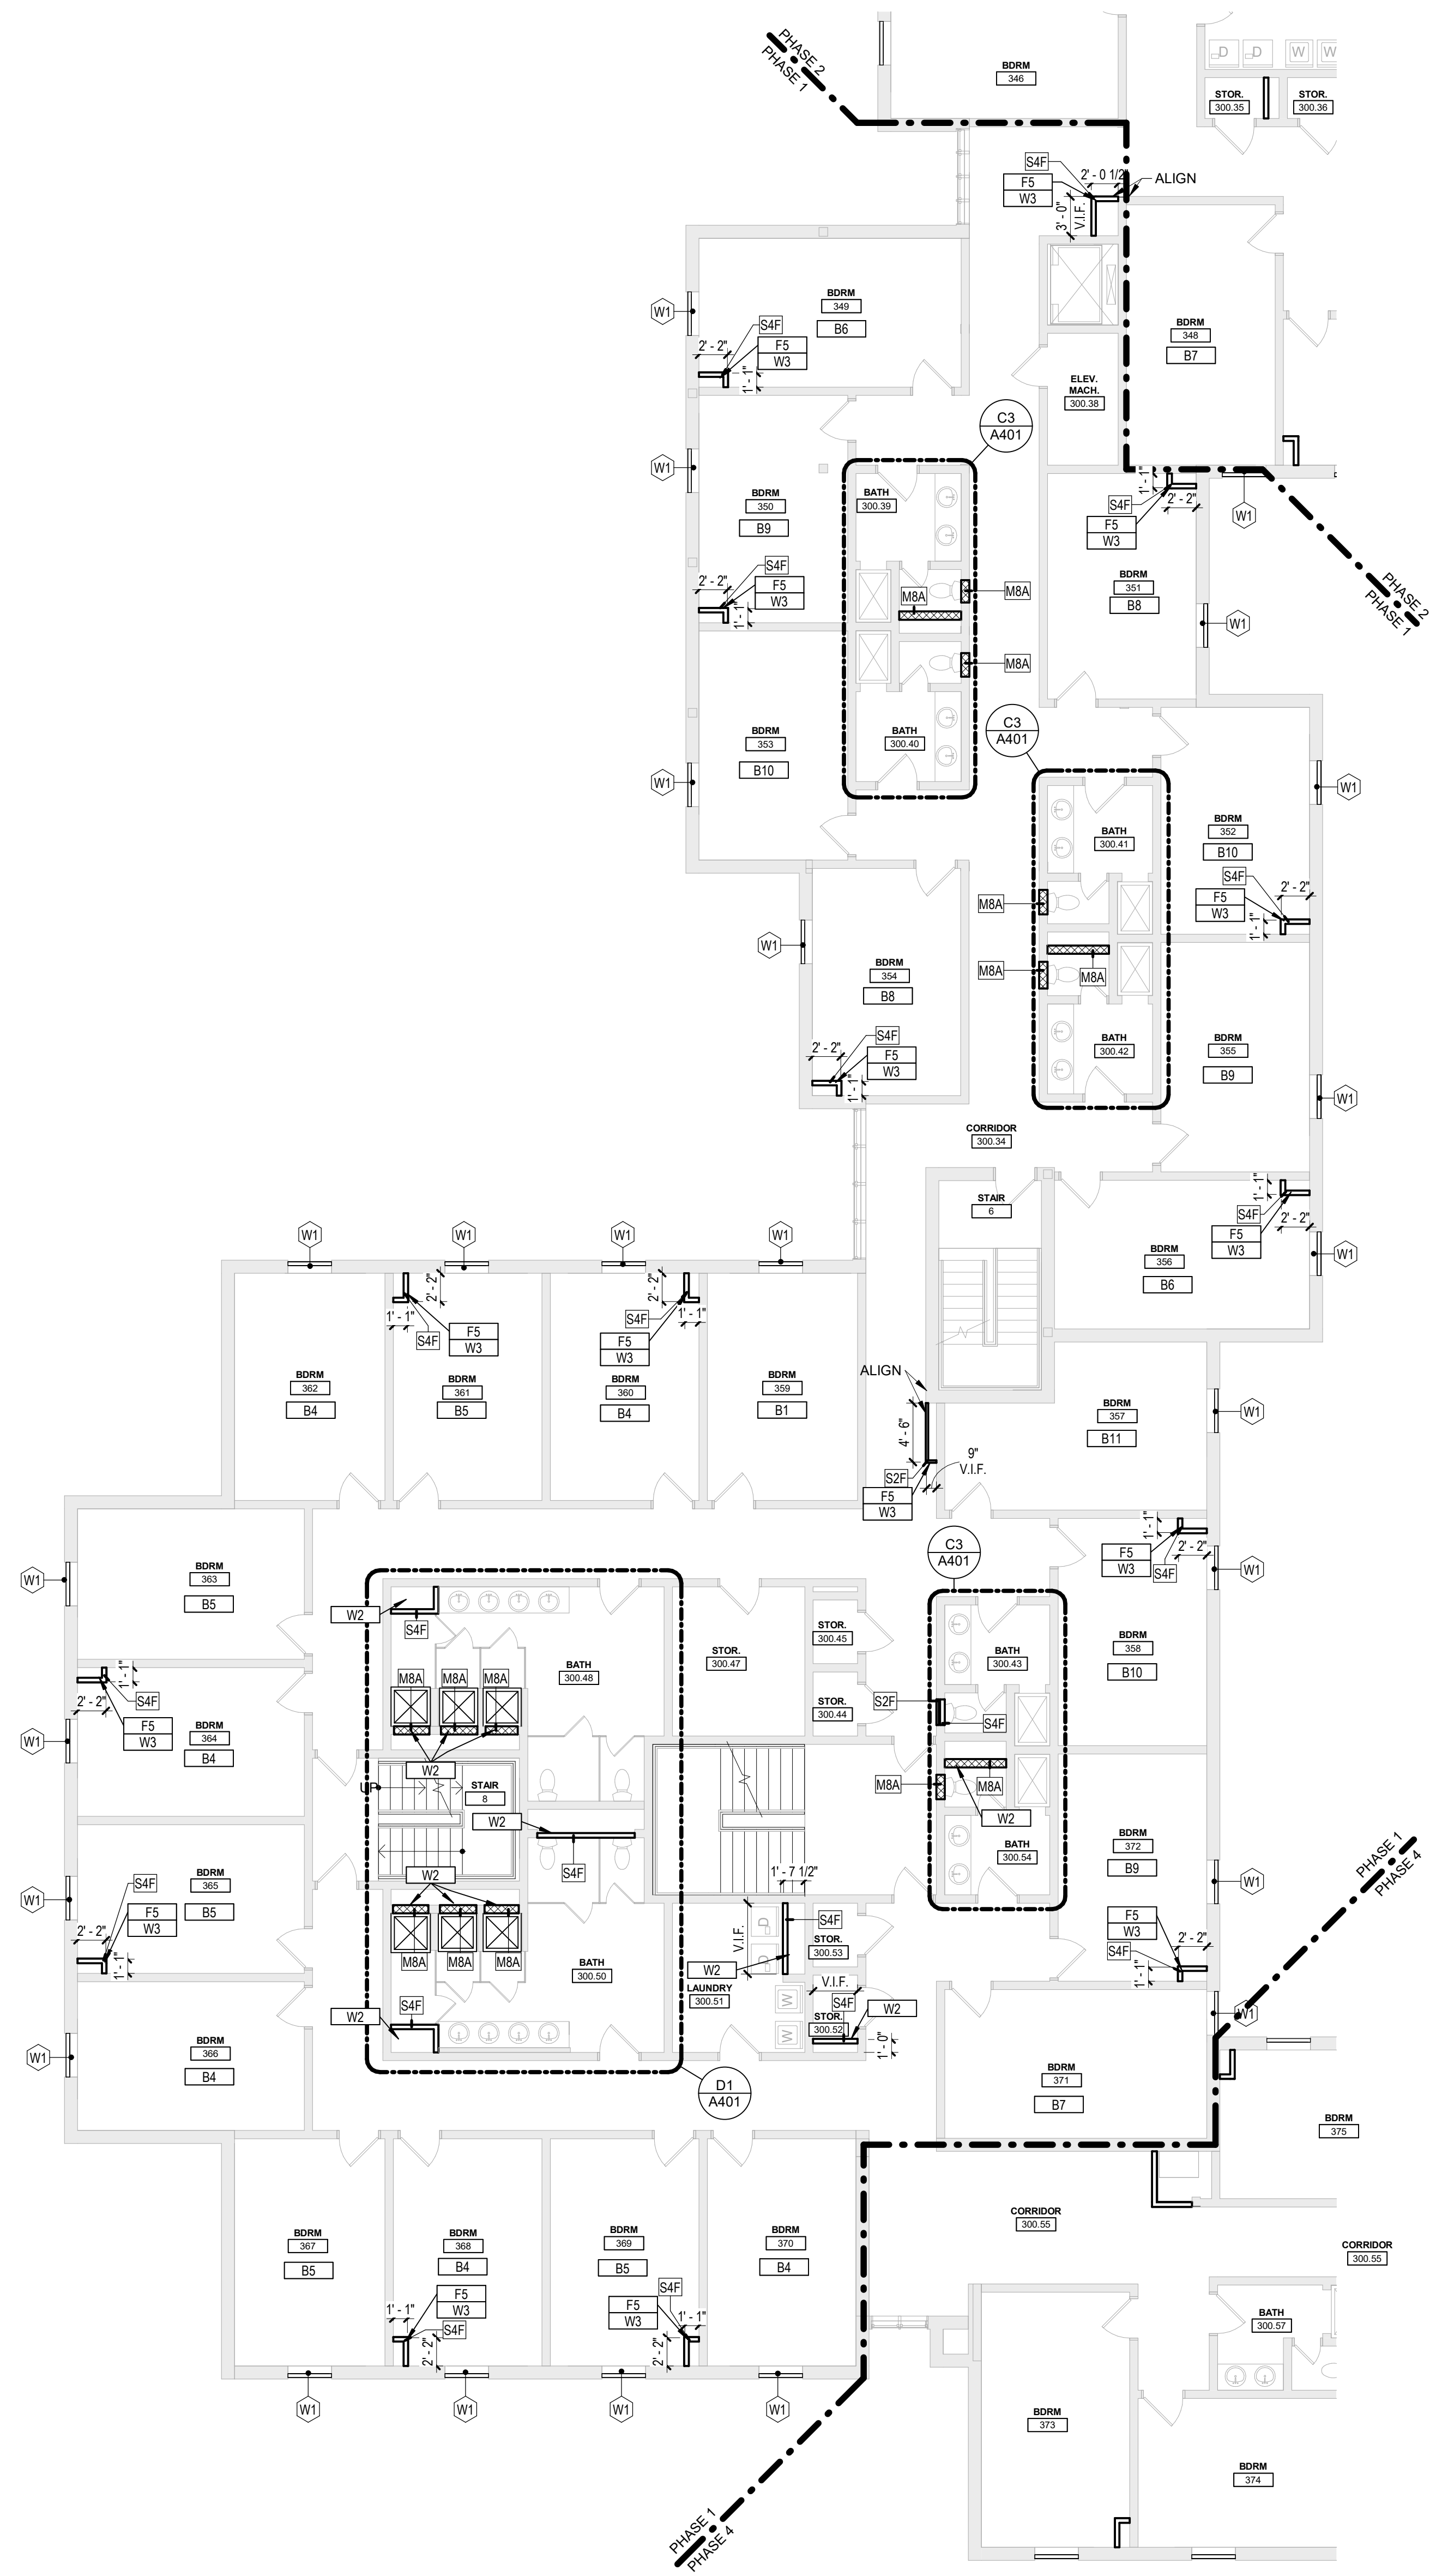 PHASE 2
PHASE 1
BDRM
346
D
D
W
W
STOR.
300.35
STOR.
300.36
S4F
F5
W3
2' - 0 1/2"
ALIGN
3' - 0"
V.I.F.
BDRM
349
B6
W1
S4F
2' - 2"
F5
W3
1' - 1"
BDRM
348
B7
ELEV.
MACH.
300.38
C3
A401
W1
BDRM
350
B9
BATH
300.39
1' - 1"
S4F
2' - 2"
F5
W3
W1
S4F
2' - 2"
F5
W3
1' - 1"
M8A
M8A
BDRM
351
B8
PHASE 2
PHASE 1
W1
M8A
BDRM
353
B10
W1
BATH
300.40
C3
A401
W1
BATH
300.41
BDRM
352
B10
S4F
2' - 2"
F5
W3
1' - 1"
M8A
W1
BDRM
354
B8
M8A
M8A
S4F
2' - 2"
F5
W3
1' - 1"
BATH
300.42
BDRM
355
B9
W1
CORRIDOR
300.34
STAIR
6
1' - 1"
S4F
2' - 2"
F5
W3
W1
BDRM
356
B6
W1
W1
W1
W1
2' - 2"
1' - 1"
S4F
F5
W3
2' - 2"
S4F
1' - 1"
F5
W3
BDRM
362
B4
BDRM
361
B5
BDRM
360
B4
BDRM
359
B1
ALIGN
4' - 6"
9"
V.I.F.
S2F
F5
W3
BDRM
357
B11
W1
1' - 1"
F5
W3
2' - 2"
S4F
W1
C3
A401
BDRM
363
B5
W1
W2
S4F
BATH
300.48
STOR.
300.47
STOR.
300.45
STOR.
300.44
BATH
300.43
BDRM
358
B10
1' - 1"
2' - 2"
S4F
F5
W3
BDRM
364
B4
W1
M8A
M8A
M8A
W2
UP
STAIR
8
W2
S4F
W2
S2F
S4F
M8A
M8A
W2
BATH
300.54
BDRM
372
B9
W1
PHASE 1
PHASE 4
BDRM
365
B5
W1
S4F
2' - 2"
F5
W3
1' - 1"
M8A
M8A
M8A
BATH
300.50
1' - 7 1/2"
V.I.F.
D
D
S4F
W2
STOR.
300.53
V.I.F.
LAUNDRY
300.51
W
W
S4F
W2
STOR.
300.52
1' - 0"
F5
W3
2' - 2"
S4F
1' - 1"
W1
S4F
W2
BDRM
366
B4
W1
D1
A401
BDRM
371
B7
BDRM
375
BDRM
367
B5
BDRM
368
B4
BDRM
369
B5
BDRM
370
B4
F5
W3
1' - 1"
S4F
2' - 2"
S4F
F5
W3
1' - 1"
2' - 2"
CORRIDOR
300.55
CORRIDOR
300.55
BATH
300.57
W1
W1
W1
W1
BDRM
373
BDRM
374
PHASE 1
PHASE 4